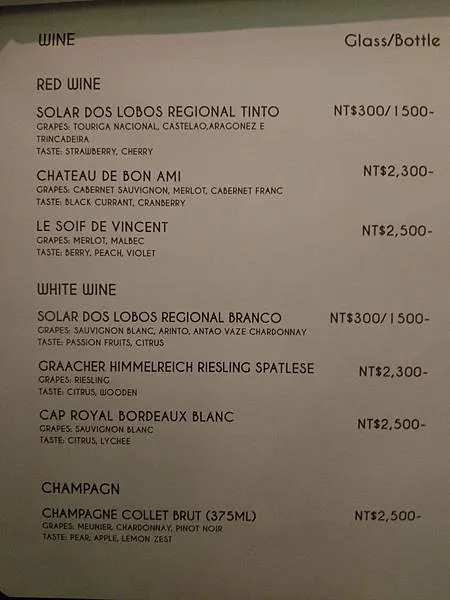 WINE Glass/Bottle
RED WINE
SOLAR DOS LOBOS REGIONAL TINTO NT$300/1500-
GRAPES: TOURIGA NACIONAL, CASTELAO,ARAGONEZ E
TRINCADEIRA
TASTE: STRAWBERRY, CHERRY
CHATEAU DE BON AMI NT$2,300-
GRAPES: CABERNET SAUVIGNON, MERLOT, CABERNET FRANC
TASTE: BLACK CURRANT, CRANBERRY
LE SOIF DE VINCENT NT$2,500-
GRAPES: MERLOT, MALBEC
TASTE: BERRY, PEACH, VIOLET
WHITE WINE
SOLAR DOS LOBOS REGIONAL BRANCO NT$300/1500-
GRAPES: SAUVIGNON BLANC, ARINTO, ANTAO VAZE CHARDONNAY
TASTE: PASSION FRUITS, CITRUS
GRAACHER HIMMELREICH RIESLING SPATLESE NT$2,300-
GRAPES: RIESLING
TASTE: CITRUS, WOODEN
CAP ROYAL BORDEAUX BLANC NT$2,500-
GRAPES: SAUVIGNON BLANC
TASTE: CITRUS, LYCHEE
CHAMPAGN
CHAMPAGNE COLLET BRUT (375ML) NT$2,500-
GRAPES: MEUNIER, CHARDONNAY, PINOT NOIR
TASTE: PEAR, APPLE, LEMON ZEST